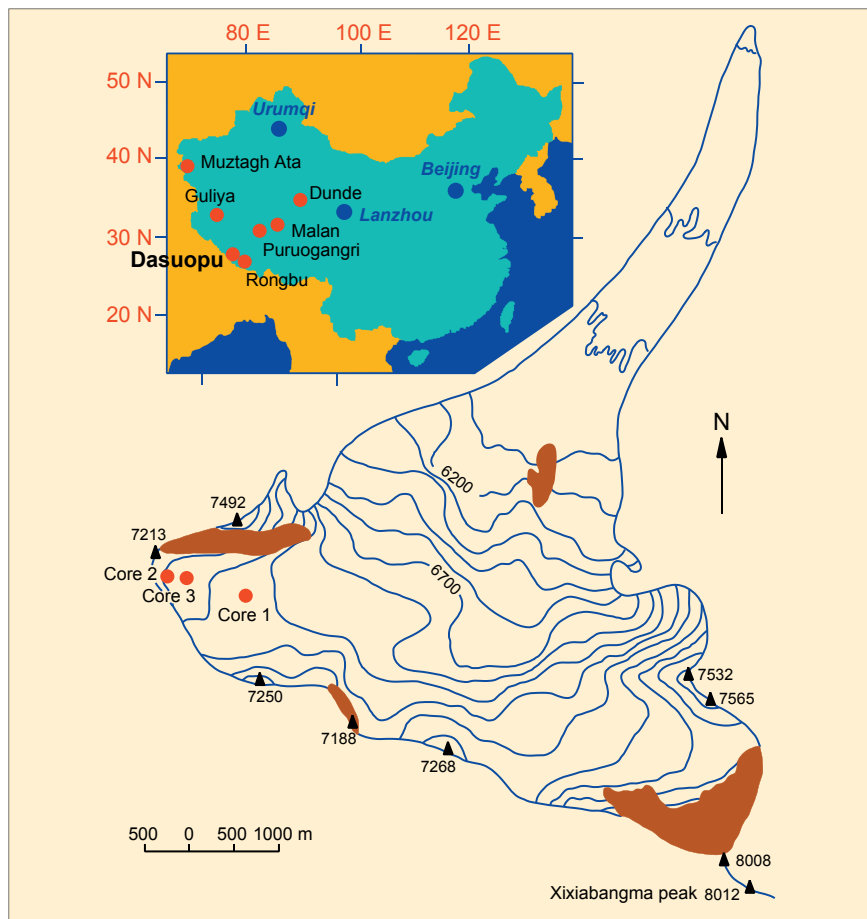 80 E
100 E
120 E
50 N
40 N
30 N
20 N
Urumqi
Muztagh Ata
Beijing
Guliya
Dunde
Lanzhou
Malan
Puruogangri
Dasuopu
Rongbu
N
6200
7492
7213
Core 2
Core 3
6700
Core 1
7532
7565
7250
7188
7268
500 0 500 1000 m
8008
Xixiabangma peak 8012